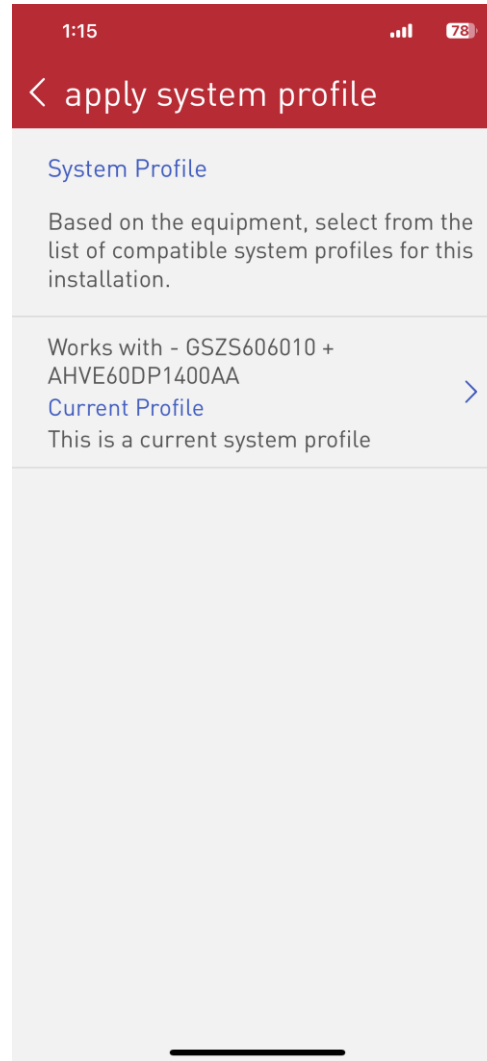 1:15
78
apply system profile
System Profile
Based on the equipment, select from the
list of compatible system profiles for this
installation.
Works with - GSZS606010 +
AHVE60DP1400AA
Current Profile
This is a current system profile